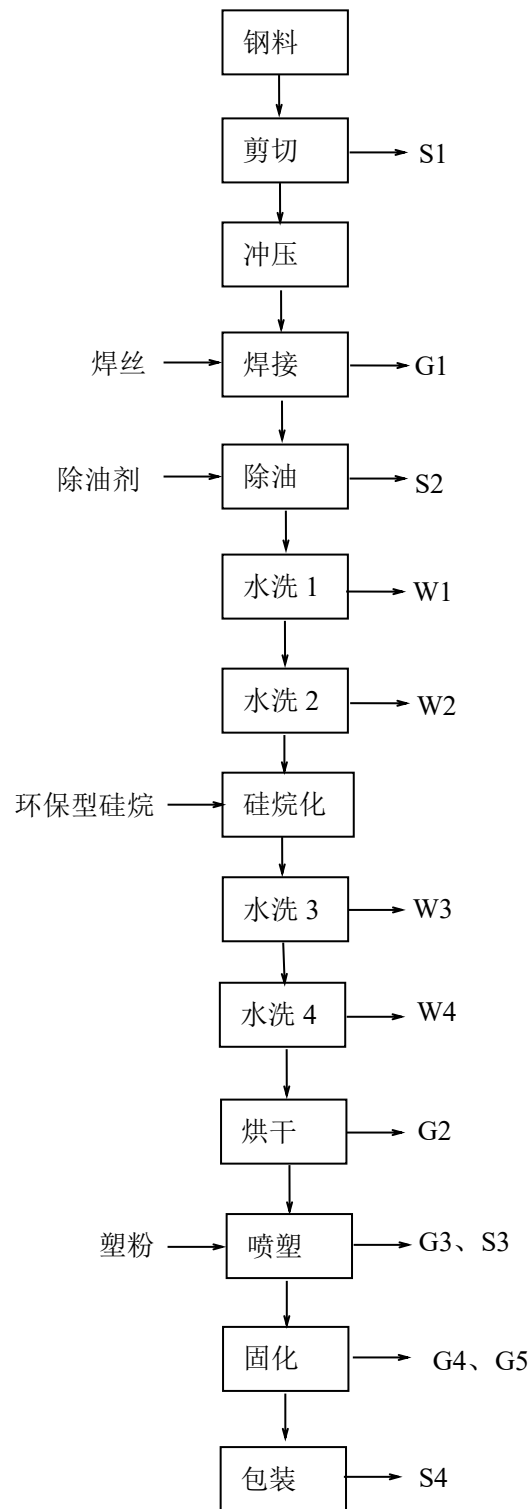 钢料
剪切
S1
冲压
焊丝
焊接
G1
除油剂
除油
S2
水洗 1
W1
水洗 2
W2
环保型硅烷
硅烷化
水洗 3
W3
水洗 4
W4
烘干
G2
塑粉
喷塑
G3、S3
固化
G4、G5
包装
S4